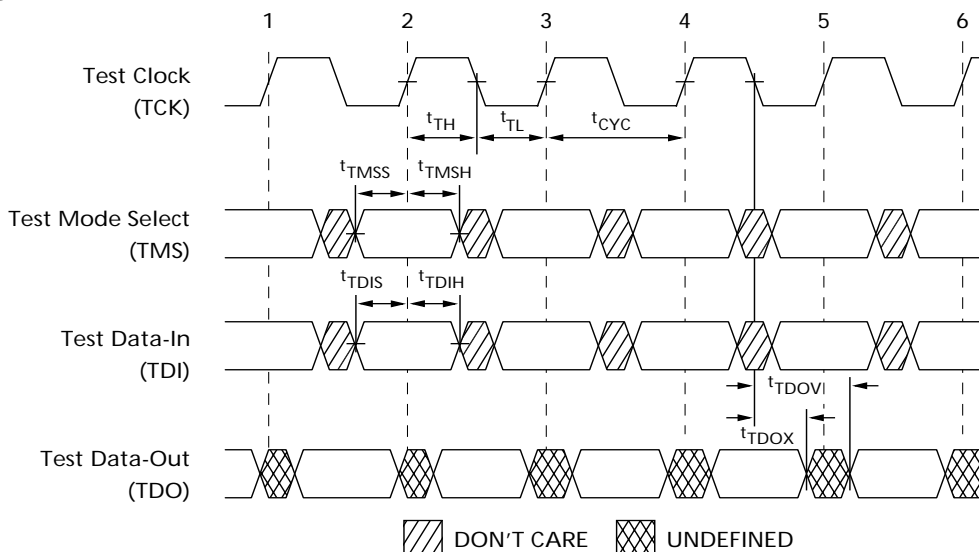 1 2 3 4 5 6
Test Clock
(TCK)
tTH tTL tCYC
tTMSS tTMSH
Test Mode Select
(TMS)
tTDIS tTDIH
Test Data-In
(TDI)
tTDOV
tTDOX
Test Data-Out
(TDO)
DON'T CARE UNDEFINED